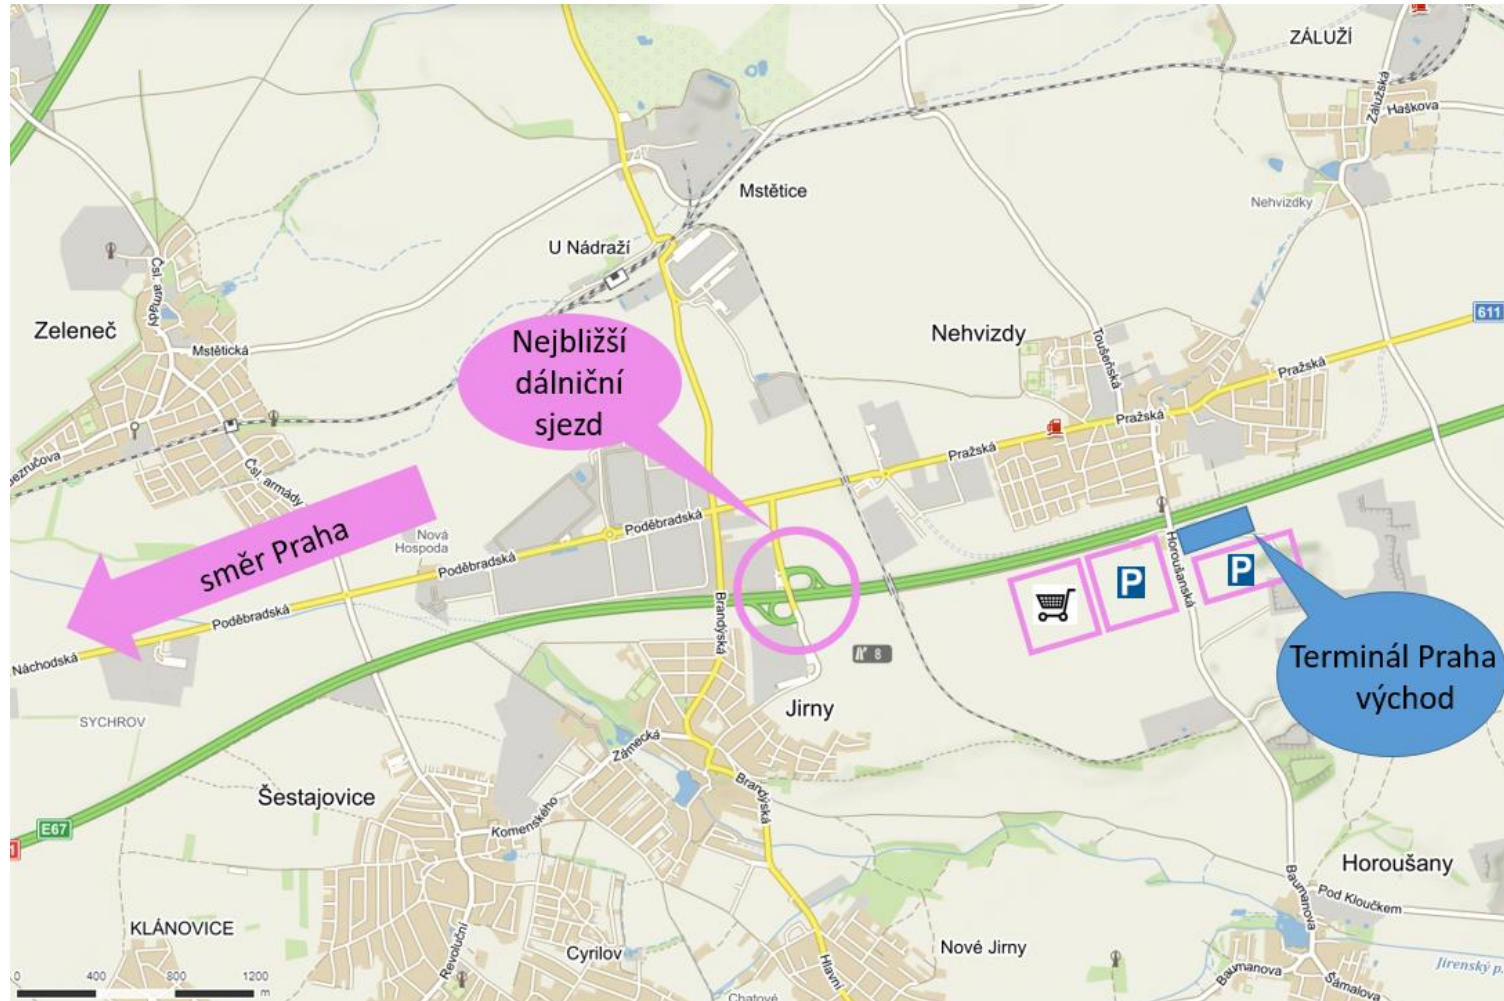 ZÁLUŽÍ
Zálužská
Haškova
Mstětice
Nehvizdky
U Nádraží
Čsl. armády
Zeleneč
Mstětická
611
Nejbližší
dálniční
sjezd
Nehvizdy
Toušeňská
Pražská
Pražská
Pražská
Čsl. armády
směr Praha
Nová
Hospoda
Poděbradská
Poděbradská
Poděbradská
Náchodská
Brandýská
Horoušanská
P
P
8
Terminál Praha
východ
SYCHROV
Jirny
Zámecká
Brandýská
Šestajovice
Komenského
E67
1
Horoušany
Baumanova
Pod Kloučkem
KLÁNOVICE
Revoluční
Cyrilov
Hlavní
Nové Jirny
Baumanova
Šámalova
Jirenský p.
Chatové
0 400 800 1200
m